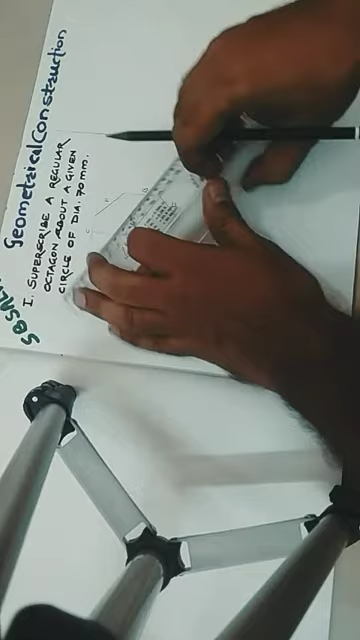 Geometrical Construction
1. SUPERSCRIBE A REGULAR
OCTAGON ABOUT A GIVEN
CIRCLE OF DIA. 70 mm.